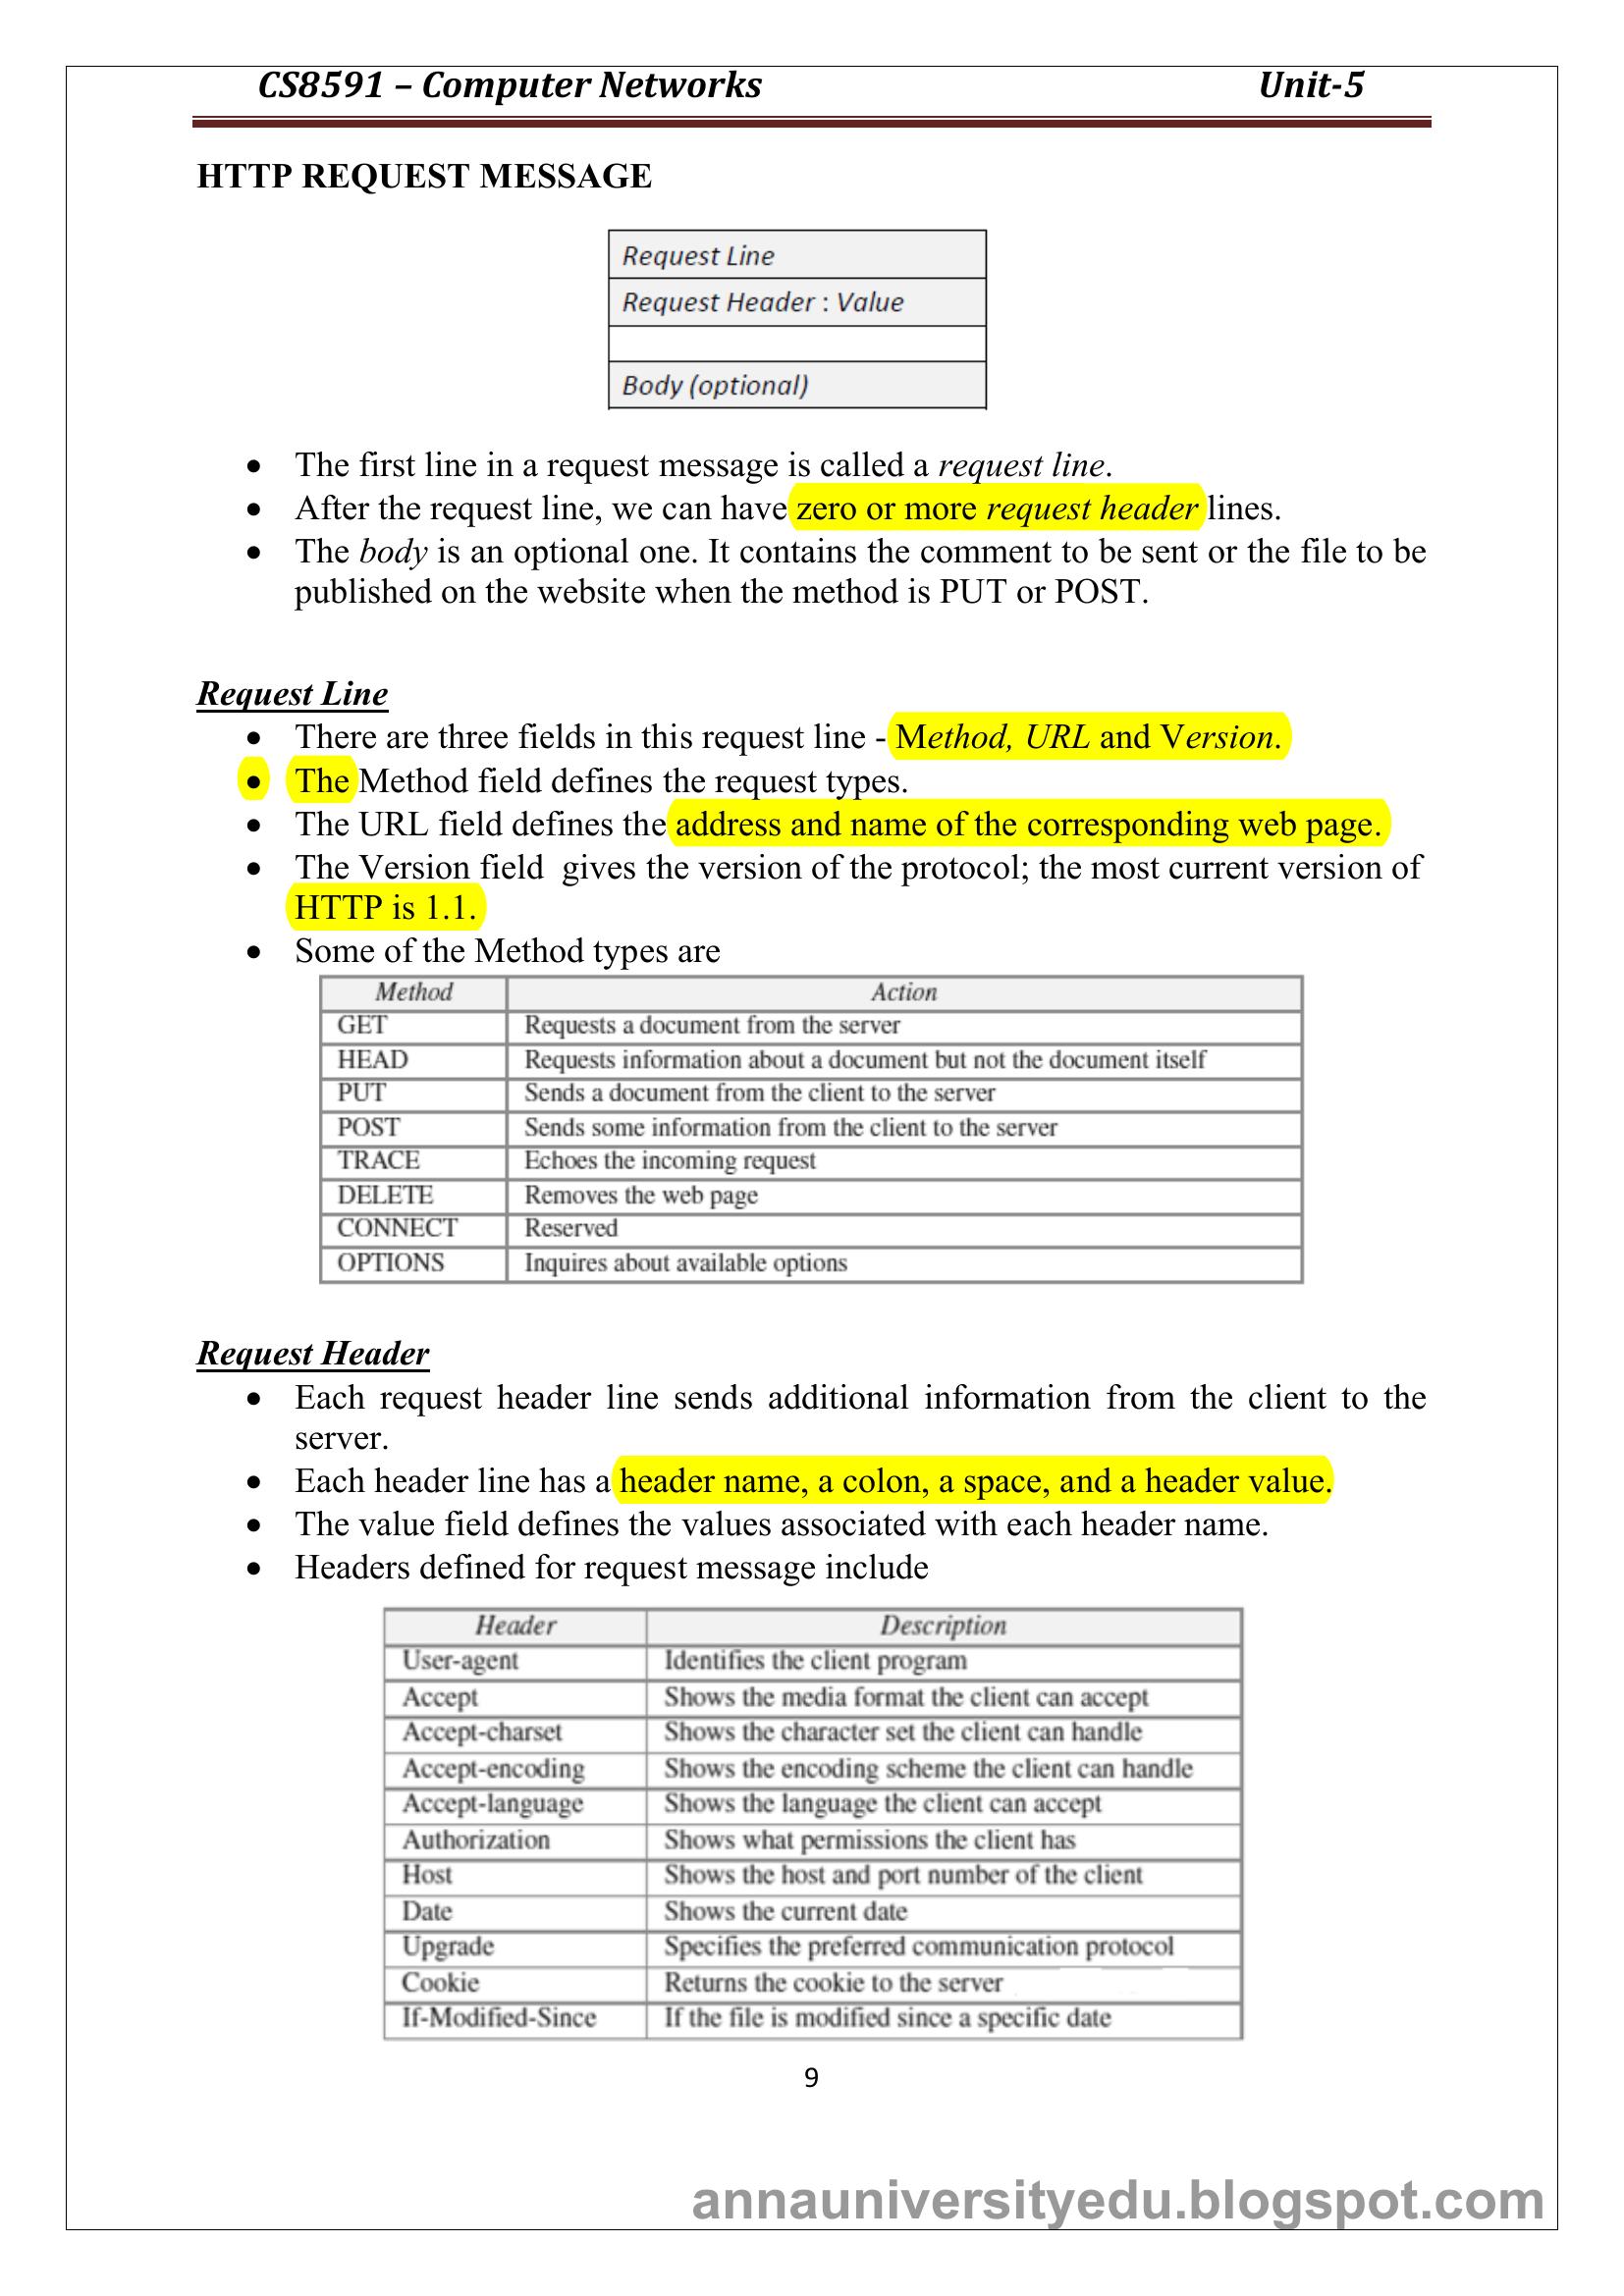 CS8591 – Computer Networks Unit-5
HTTP REQUEST MESSAGE
Request Line
Request Header : Value
Body (optional)
• The first line in a request message is called a request line.
• After the request line, we can have zero or more request header lines.
• The body is an optional one. It contains the comment to be sent or the file to be
published on the website when the method is PUT or POST.
Request Line
• There are three fields in this request line - Method, URL and Version.
• The Method field defines the request types.
• The URL field defines the address and name of the corresponding web page.
• The Version field gives the version of the protocol; the most current version of
HTTP is 1.1.
• Some of the Method types are
Method Action
GET Requests a document from the server
HEAD Requests information about a document but not the document itself
PUT Sends a document from the client to the server
POST Sends some information from the client to the server
TRACE Echoes the incoming request
DELETE Removes the web page
CONNECT Reserved
OPTIONS Inquires about available options
Request Header
• Each request header line sends additional information from the client to the
server.
• Each header line has a header name, a colon, a space, and a header value.
• The value field defines the values associated with each header name.
• Headers defined for request message include
Header Description
User-agent Identifies the client program
Accept Shows the media format the client can accept
Accept-charset Shows the character set the client can handle
Accept-encoding Shows the encoding scheme the client can handle
Accept-language Shows the language the client can accept
Authorization Shows what permissions the client has
Host Shows the host and port number of the client
Date Shows the current date
Upgrade Specifies the preferred communication protocol
Cookie Returns the cookie to the server
If-Modified-Since If the file is modified since a specific date
9
annauniversityedu.blogspot.com